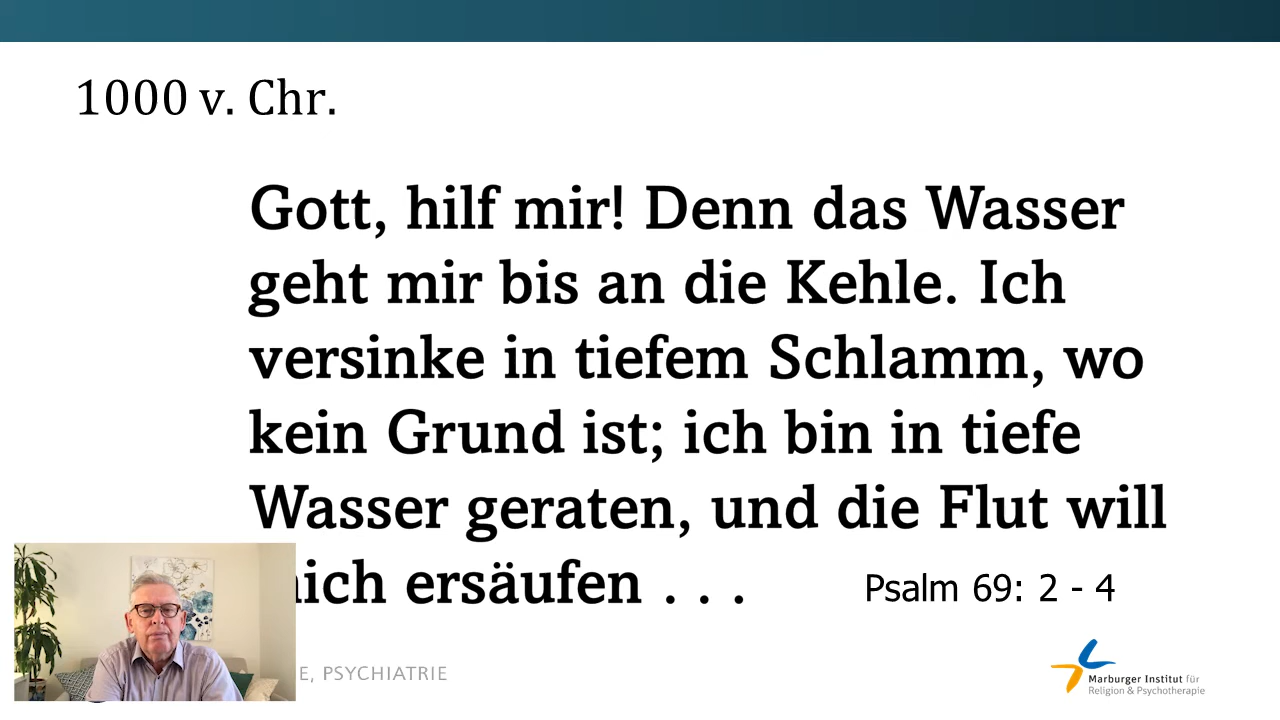 1000 v. Chr.
Gott, hilf mir! Denn das Wasser
geht mir bis an die Kehle. Ich
versinke in tiefem Schlamm, wo
kein Grund ist; ich bin in tiefe
Wasser geraten, und die Flut will
ersäufen . . .
Psalm 69: 2 - 4
PSYCHIATRIE
Marburger Institut für
Religion & Psychotherapie